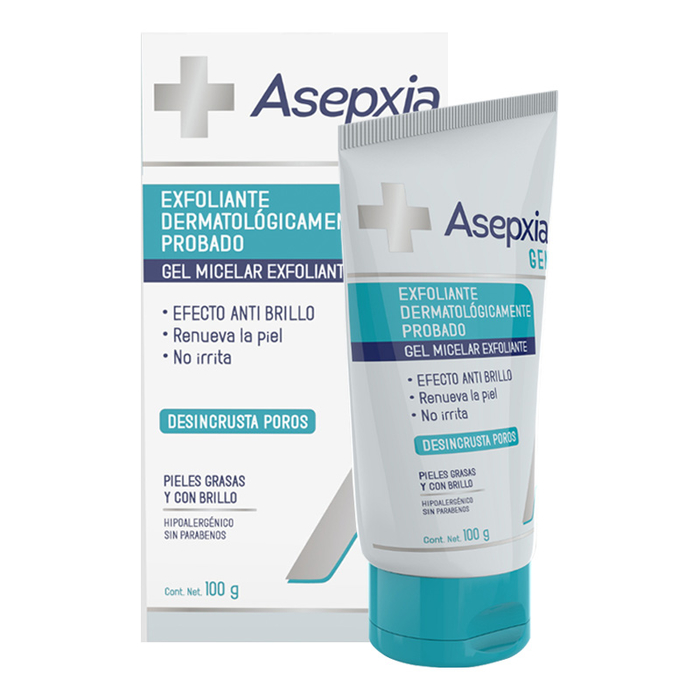 Asepxia
EXFOLIANTE
DERMATOLÓGICAMEN
PROBADO
GEL MICELAR EXFOLIANTE
• EFECTO ANTI BRILLO
• Renueva la piel
• No irrita
DESINCRUSTA POROS
PIELES GRASAS
Y CON BRILLO
HIPOALERGÉNICO
SIN PARABENOS
Cont. Net. 100 g
Asepxia
GEN
EXFOLIANTE
DERMATOLÓGICAMENTE
PROBADO
GEL MICELAR EXFOLIANTE
• EFECTO ANTI BRILLO
• Renueva la piel
• No irrita
DESINCRUSTA POROS
PIELES GRASAS
Y CON BRILLO
HIPOALERGÉNICO
SIN PARABENOS
Cont. Net. 100 g